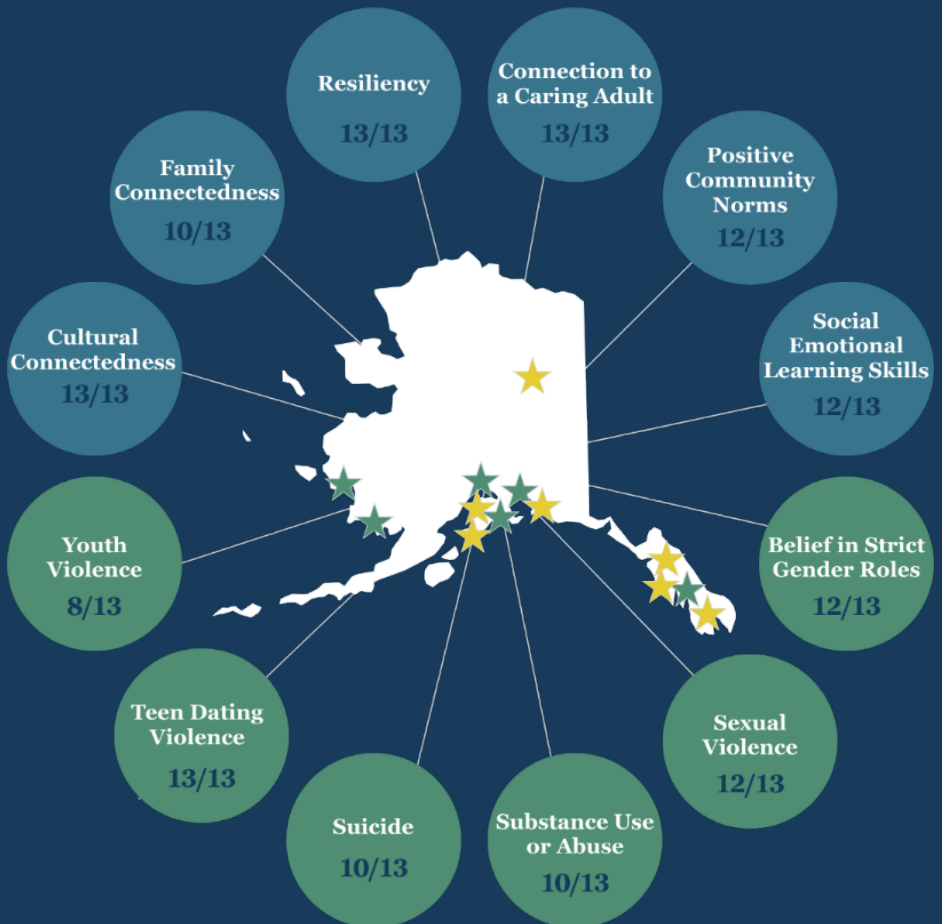 Resiliency
13/13
Connection to
a Caring Adult
13/13
Family
Connectedness
10/13
Positive
Community
Norms
12/13
Cultural
Connectedness
13/13
Social
Emotional
Learning Skills
12/13
Youth
Violence
8/13
Belief in Strict
Gender Roles
12/13
Teen Dating
Violence
13/13
Sexual
Violence
12/13
Suicide
10/13
Substance Use
or Abuse
10/13